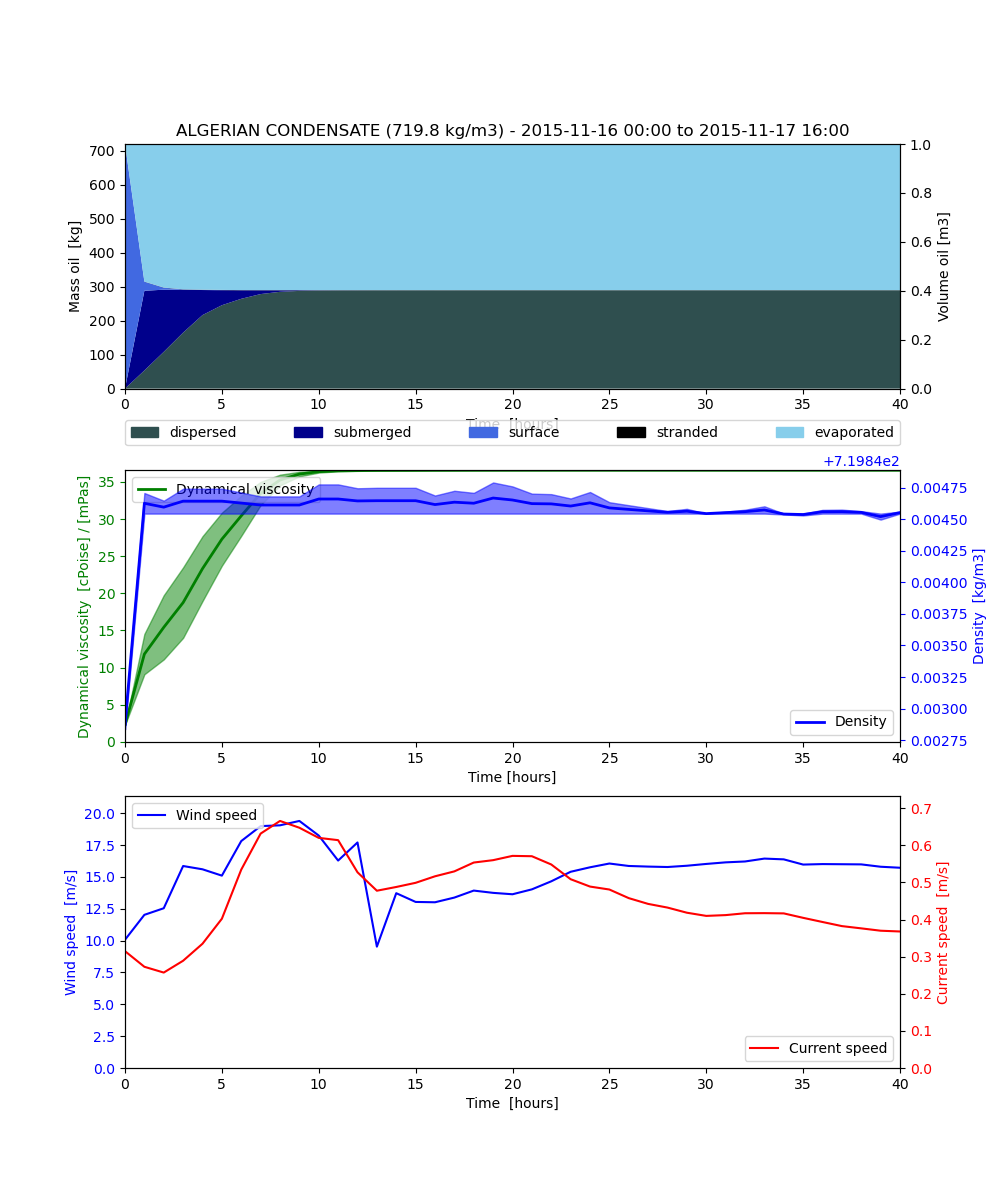 ALGERIAN CONDENSATE (719.8 kg/m3) - 2015-11-16 00:00 to 2015-11-17 16:00
700
600
500
400
300
200
100
0
Mass oil [kg]
1.0
0.8
0.6
0.4
0.2
0.0
Volume oil [m3]
0 5 10 15 20 25 30 35 40
Time [hours]
dispersed submerged surface stranded evaporated
+7.1984e2
35
30
25
20
15
10
5
0
Dynamical viscosity [cPoise] / [mPas]
Dynamical viscosity
0.00475
0.00450
0.00425
0.00400
0.00375
0.00350
0.00325
0.00300
0.00275
Density [kg/m3]
Density
0 5 10 15 20 25 30 35 40
Time [hours]
20.0
17.5
15.0
12.5
10.0
7.5
5.0
2.5
0.0
Wind speed [m/s]
Wind speed
0.7
0.6
0.5
0.4
0.3
0.2
0.1
0.0
Current speed [m/s]
Current speed
0 5 10 15 20 25 30 35 40
Time [hours]